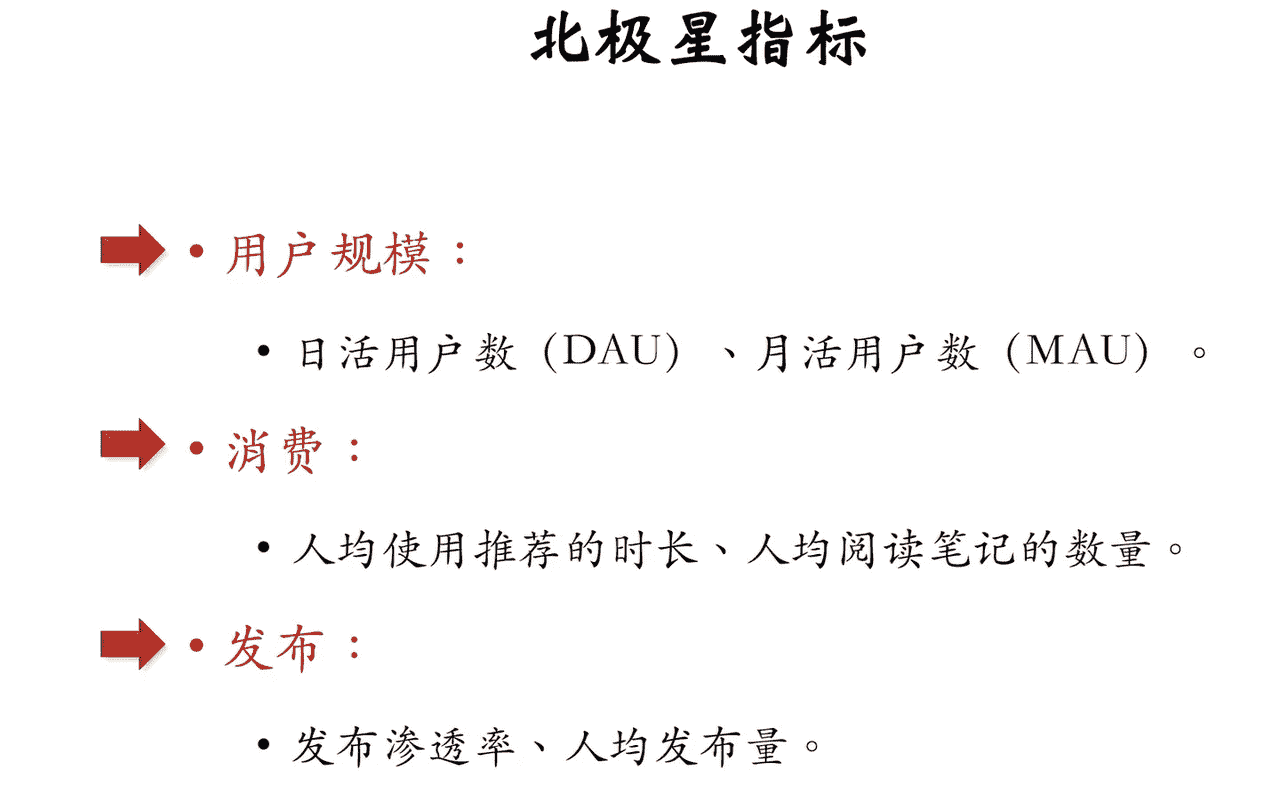 北极星指标
• 用户规模：
• 日活用户数（DAU）、月活用户数（MAU）。
• 消费：
• 人均使用推荐的时长、人均阅读笔记的数量。
• 发布：
• 发布渗透率、人均发布量。